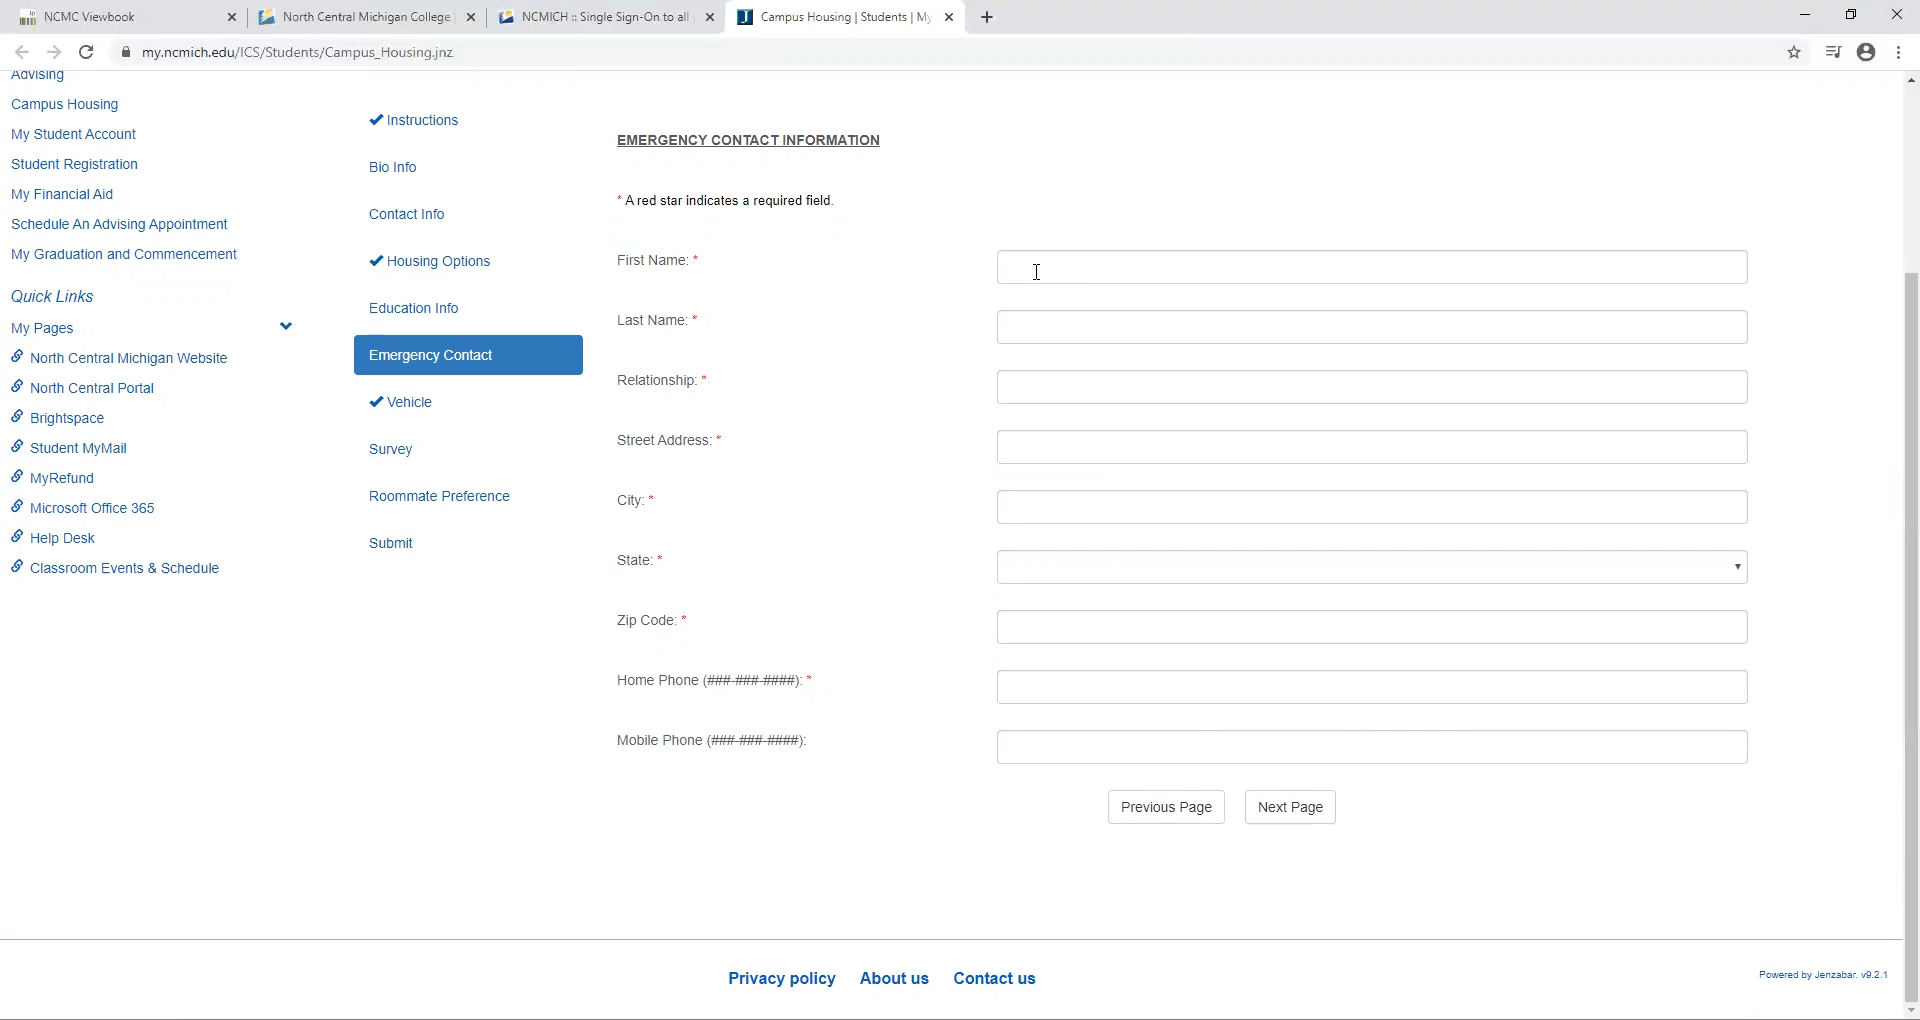 NCMC Viewbook
North Central Michigan College
NCMICH :: Single Sign-On to all
Campus Housing | Students | My
my.ncmich.edu/ICS/Students/Campus_Housing.jnz
Advising
Campus Housing
My Student Account
Student Registration
My Financial Aid
Schedule An Advising Appointment
My Graduation and Commencement
Quick Links
My Pages
North Central Michigan Website
North Central Portal
Brightspace
Student MyMail
MyRefund
Microsoft Office 365
Help Desk
Classroom Events & Schedule
Instructions
Bio Info
Contact Info
Housing Options
Education Info
Emergency Contact
Vehicle
Survey
Roommate Preference
Submit
EMERGENCY CONTACT INFORMATION
* A red star indicates a required field.
First Name: *
Last Name: *
Relationship: *
Street Address: *
City: *
State: *
Zip Code: *
Home Phone (###-###-####): *
Mobile Phone (###-###-####):
Previous Page
Next Page
Privacy policy
About us
Contact us
Powered by Jenzabar. v9.2.1